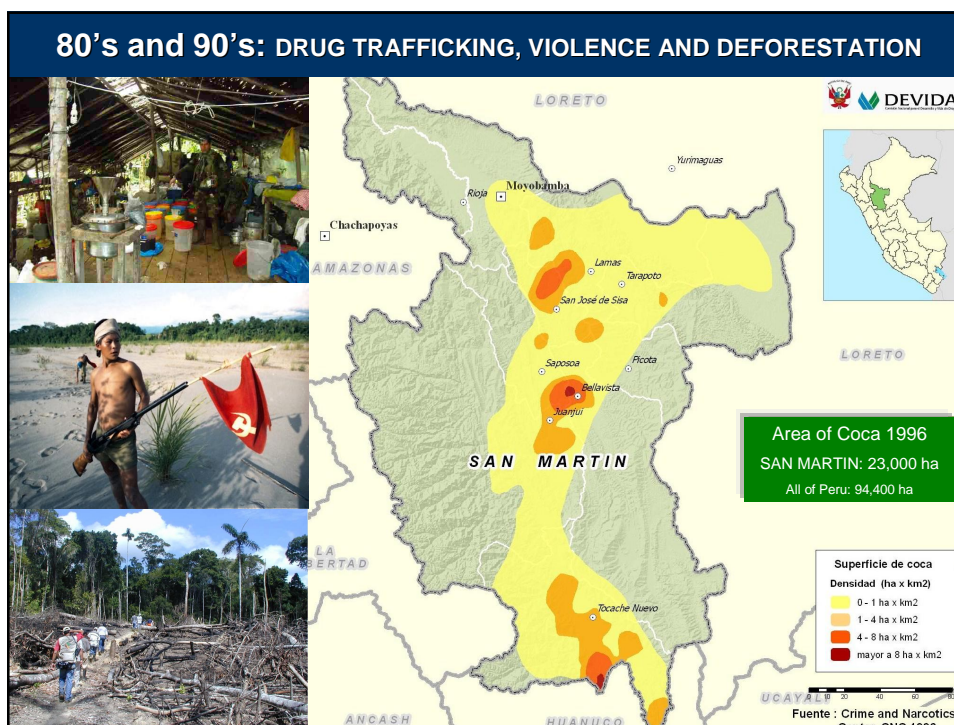 80’s and 90’s: DRUG TRAFFICKING, VIOLENCE AND DEFORESTATION
LORETO
DEVIDA
Yurimaguas
Rioja
Moyobamba
Chachapoyas
AMAZONAS
Lamas
Tarapoto
San José de Sisa
LORETO
Saposoa
Picota
Bellavista
Juanjui
SAN MARTIN
Area of Coca 1996
SAN MARTIN: 23,000 ha
All of Peru: 94,400 ha
LA
BERTAD
Superficie de coca
Densidad (ha x km2)
0 - 1 ha x km2
1 - 4 ha x km2
4 - 8 ha x km2
mayor a 8 ha x km2
Tocache Nuevo
UCAYALI
0 10 20 40 60 80
ANCASH
HUANUCO
Fuente : Crime and Narcotics